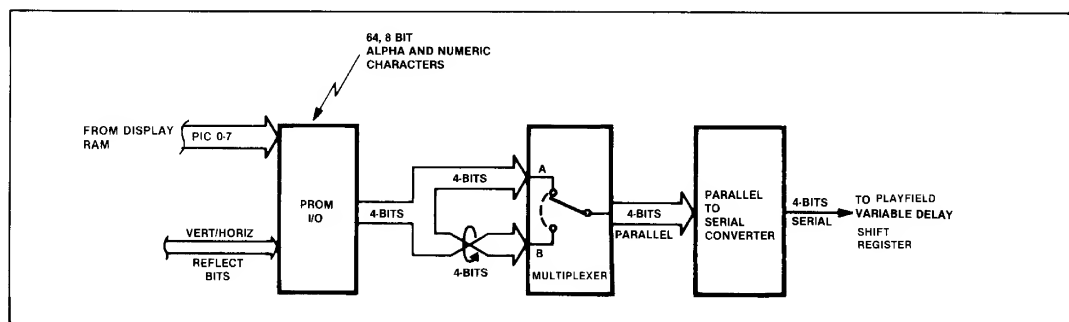 64, 8 BIT
ALPHA AND NUMERIC
CHARACTERS
FROM DISPLAY
RAM
PIC 0-7
VERT/HORIZ
REFLECT
BITS
PROM
I/O
4-BITS
4-BITS
4-BITS
A
B
MULTIPLEXER
4-BITS
PARALLEL
PARALLEL
TO
SERIAL
CONVERTER
4-BITS
SERIAL
TO PLAYFIELD
VARIABLE DELAY
SHIFT
REGISTER